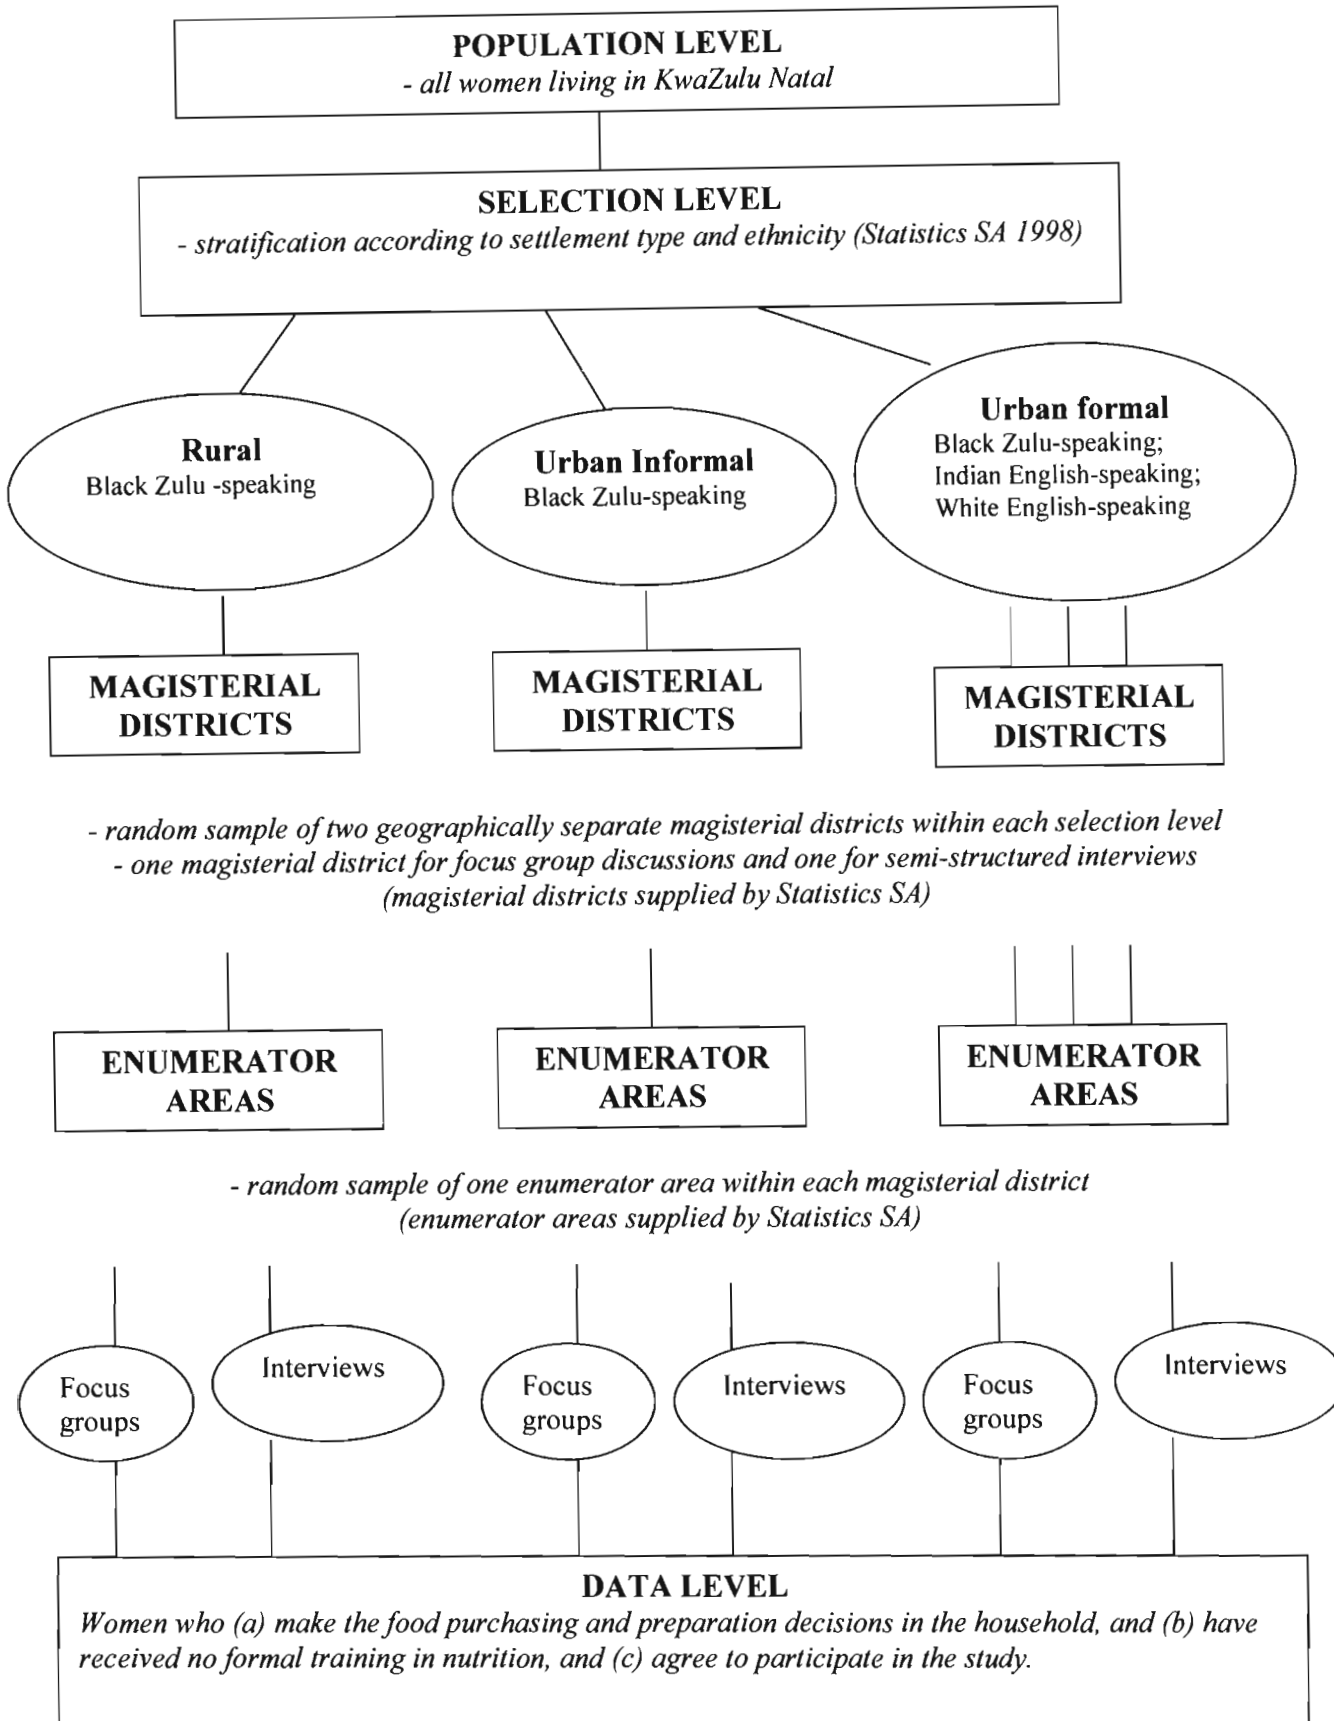 POPULATION LEVEL
- all women living in KwaZulu Natal
SELECTION LEVEL
- stratification according to settlement type and ethnicity (Statistics SA 1998)
Rural
Black Zulu -speaking
Urban Informal
Black Zulu-speaking
Urban formal
Black Zulu-speaking;
Indian English-speaking;
White English-speaking
MAGISTERIAL
DISTRICTS
MAGISTERIAL
DISTRICTS
MAGISTERIAL
DISTRICTS
- random sample of two geographically separate magisterial districts within each selection level
- one magisterial district for focus group discussions and one for semi-structured interviews
(magisterial districts supplied by Statistics SA)
ENUMERATOR
AREAS
ENUMERATOR
AREAS
ENUMERATOR
AREAS
- random sample of one enumerator area within each magisterial district
(enumerator areas supplied by Statistics SA)
Focus
groups
Interviews
Focus
groups
Interviews
Focus
groups
Interviews
DATA LEVEL
Women who (a) make the food purchasing and preparation decisions in the household, and (b) have
received no formal training in nutrition, and (c) agree to participate in the study.